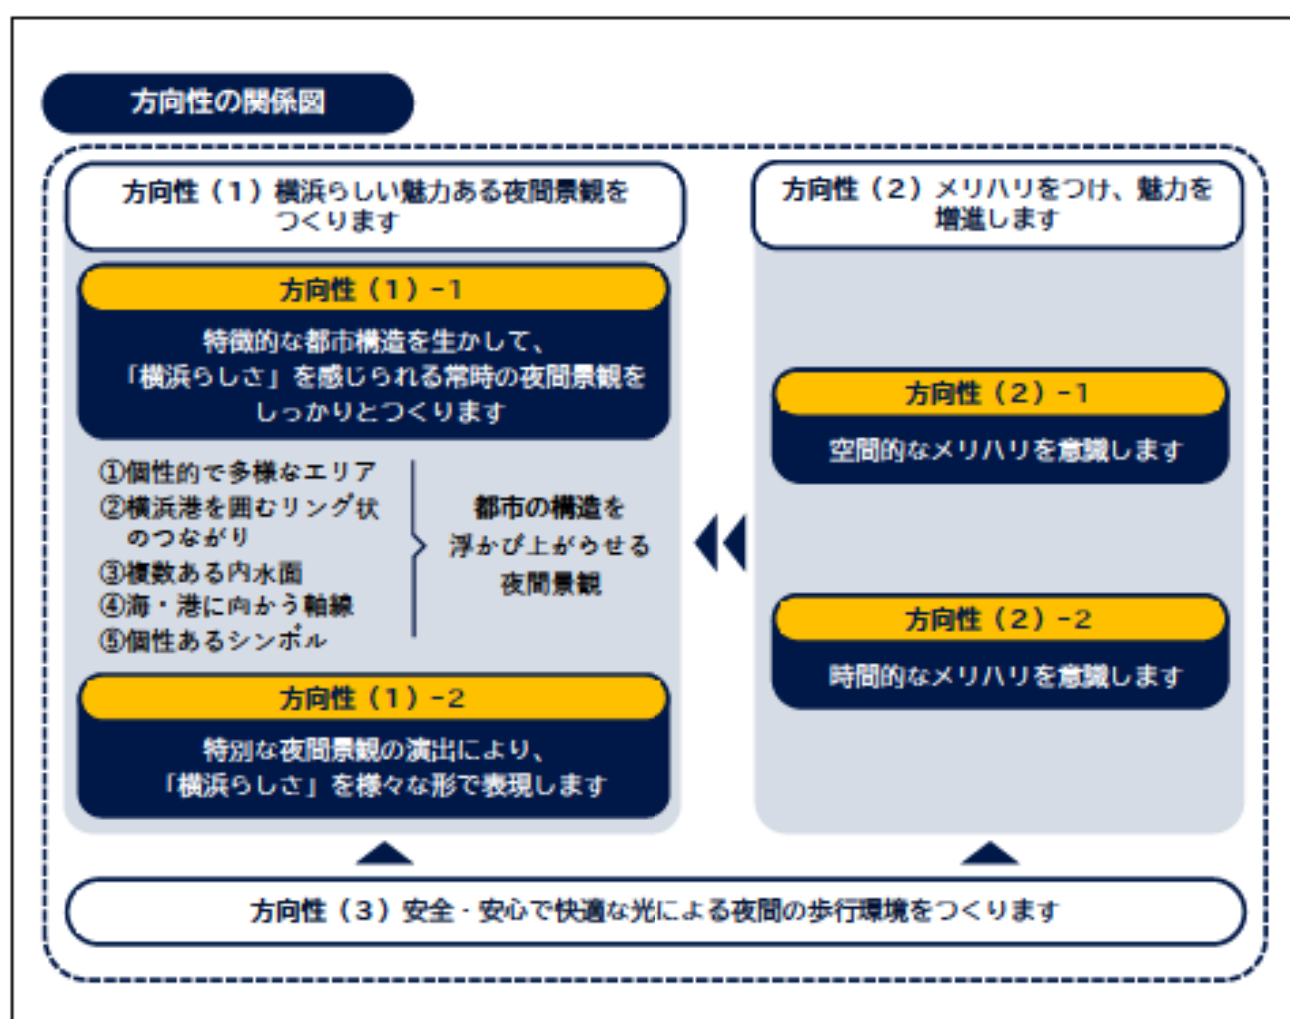 方向性の関係図
方向性（1）横浜らしい魅力ある夜間景観を
つくります
方向性（1）-1
特徴的な都市構造を生かして、
「横浜らしさ」を感じられる常時の夜間景観を
しっかりとつくります
①個性的で多様なエリア
②横浜港を囲むリング状
のつながり
③複数ある内水面
④海・港に向かう軸線
⑤個性あるシンボル
都市の構造を
浮かび上がらせる
夜間景観
方向性（1）-2
特別な夜間景観の演出により、
「横浜らしさ」を様々な形で表現します
方向性（2）メリハリをつけ、魅力を
増進します
方向性（2）-1
空間的なメリハリを意識します
方向性（2）-2
時間的なメリハリを意識します
方向性（3）安全・安心で快適な光による夜間の歩行環境をつくります